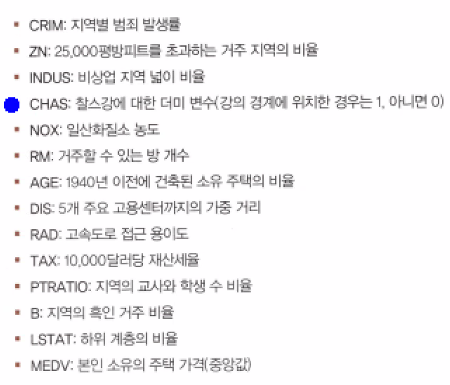 CRIM: 지역별 범죄 발생률
ZN: 25,000평방피트를 초과하는 거주 지역의 비율
INDUS: 비상업 지역 넓이 비율
CHAS: 찰스강에 대한 더미 변수(강의 경계에 위치한 경우는 1, 아니면 0)
NOX: 일산화질소 농도
RM: 거주할 수 있는 방 개수
AGE: 1940년 이전에 건축된 소유 주택의 비율
DIS: 5개 주요 고용센터까지의 가중 거리
RAD: 고속도로 접근 용이도
TAX: 10,000달러당 재산세율
PTRATIO: 지역의 교사와 학생 수 비율
B: 지역의 흑인 거주 비율
LSTAT: 하위 계층의 비율
MEDV: 본인 소유의 주택 가격(중앙값)